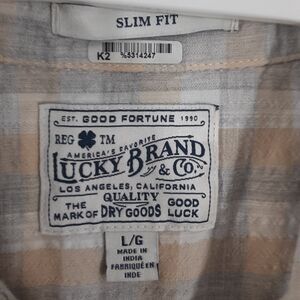 SLIM FIT
K2 %5314247
EST. GOOD FORTUNE 1990
REG TM
AMERICA'S FAVORITE
LUCKY BRAND
& Co.
LOS ANGELES, CALIFORNIA
THE QUALITY GOOD
MARK OF DRY GOODS LUCK
L/G
MADE IN
INDIA
FABRIQUÉ EN
INDE